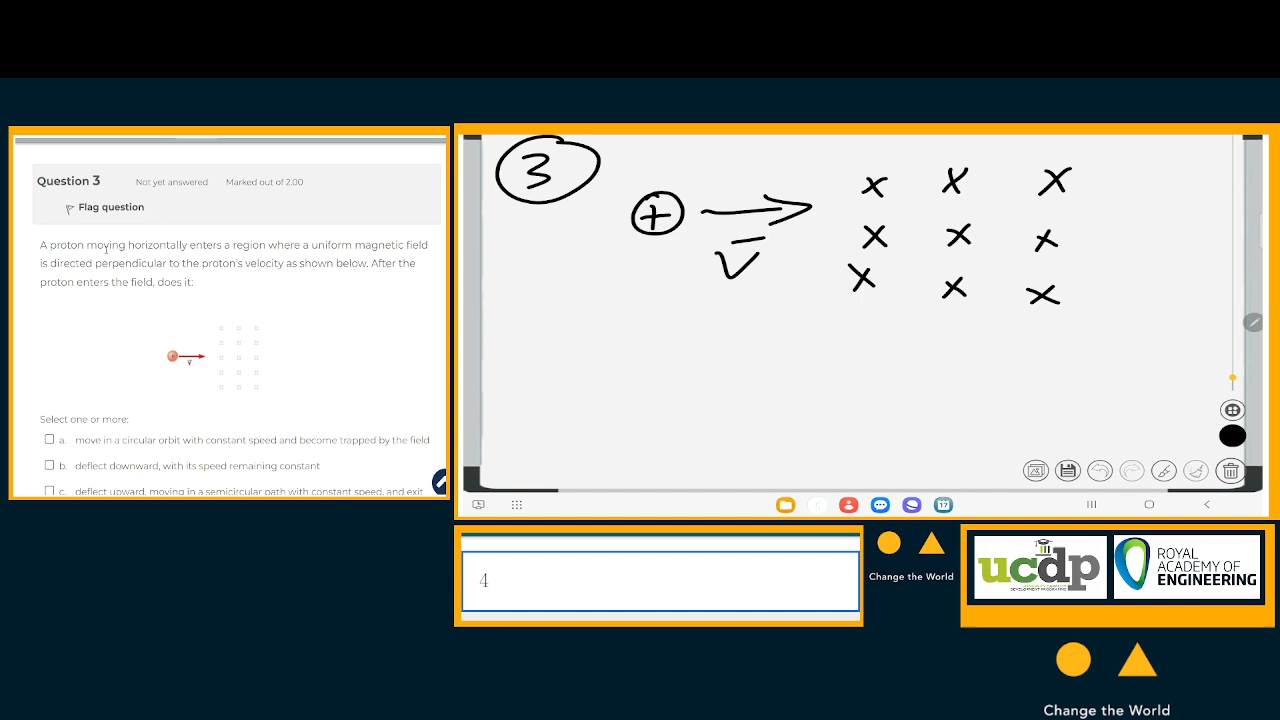 Question 3 Not yet answered Marked out of 2.00
Flag question
A proton moving horizontally enters a region where a uniform magnetic field
is directed perpendicular to the proton's velocity as shown below. After the
proton enters the field, does it:
v
Select one or more:
a. move in a circular orbit with constant speed and become trapped by the field
b. deflect downward, with its speed remaining constant
c. deflect upward, moving in a semicircular path with constant speed, and exit
3
+ v
x x x
x x x
x x x
17
4
Change the World
ucdp
ROYAL
ACADEMY OF
ENGINEERING
Change the World